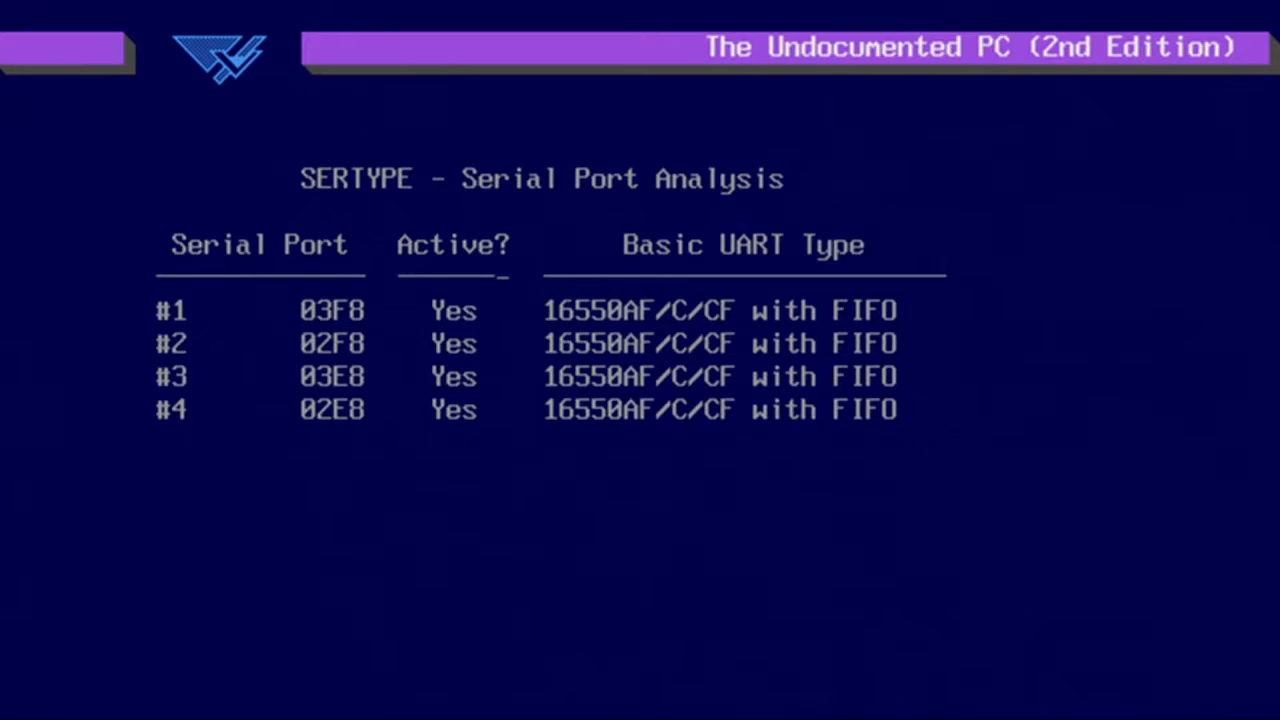 The Undocumented PC (2nd Edition)
SERTYPE - Serial Port Analysis
Serial Port Active? Basic UART Type
#1 03F8 Yes 16550AF/C/CF with FIFO
#2 02F8 Yes 16550AF/C/CF with FIFO
#3 03E8 Yes 16550AF/C/CF with FIFO
#4 02E8 Yes 16550AF/C/CF with FIFO